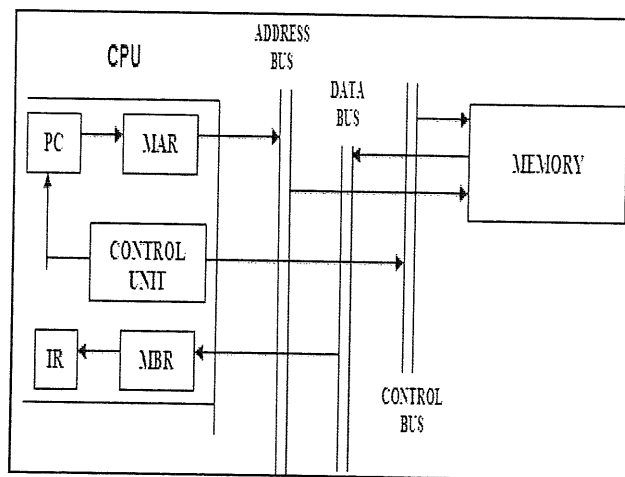 CPU
ADDRESS
BUS
DATA
BUS
PC
MAR
MEMORY
CONTROL
UNIT
IR
MBR
CONTROL
BUS